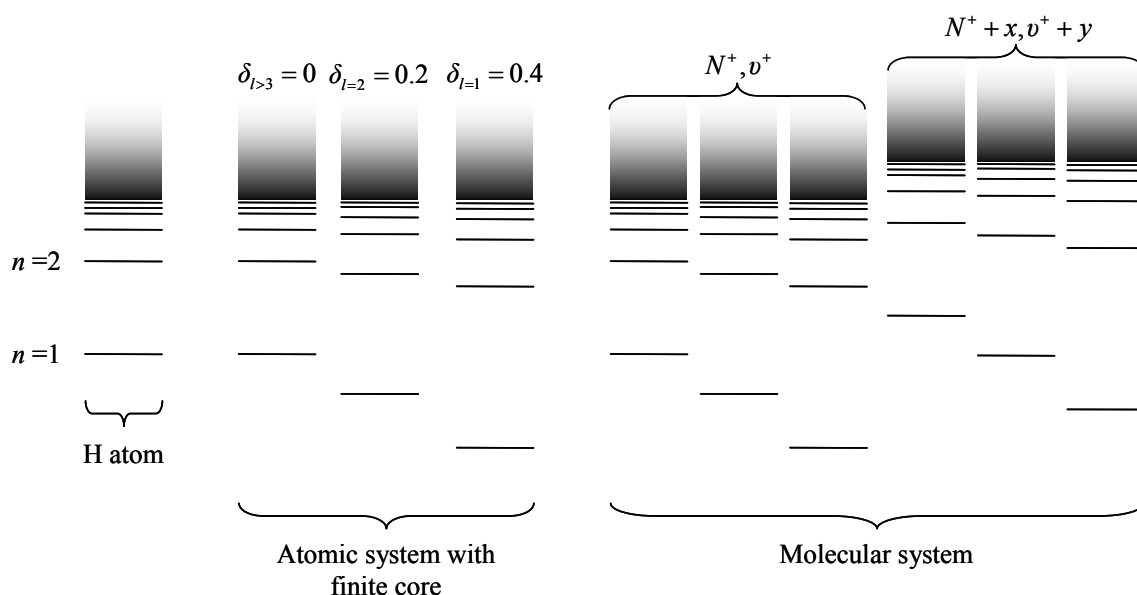 N⁺ + x, υ⁺ + y
δ_{l>3} = 0 δ_{l=2} = 0.2 δ_{l=1} = 0.4 N⁺, υ⁺
n =2
n =1
H atom
Atomic system with
finite core
Molecular system